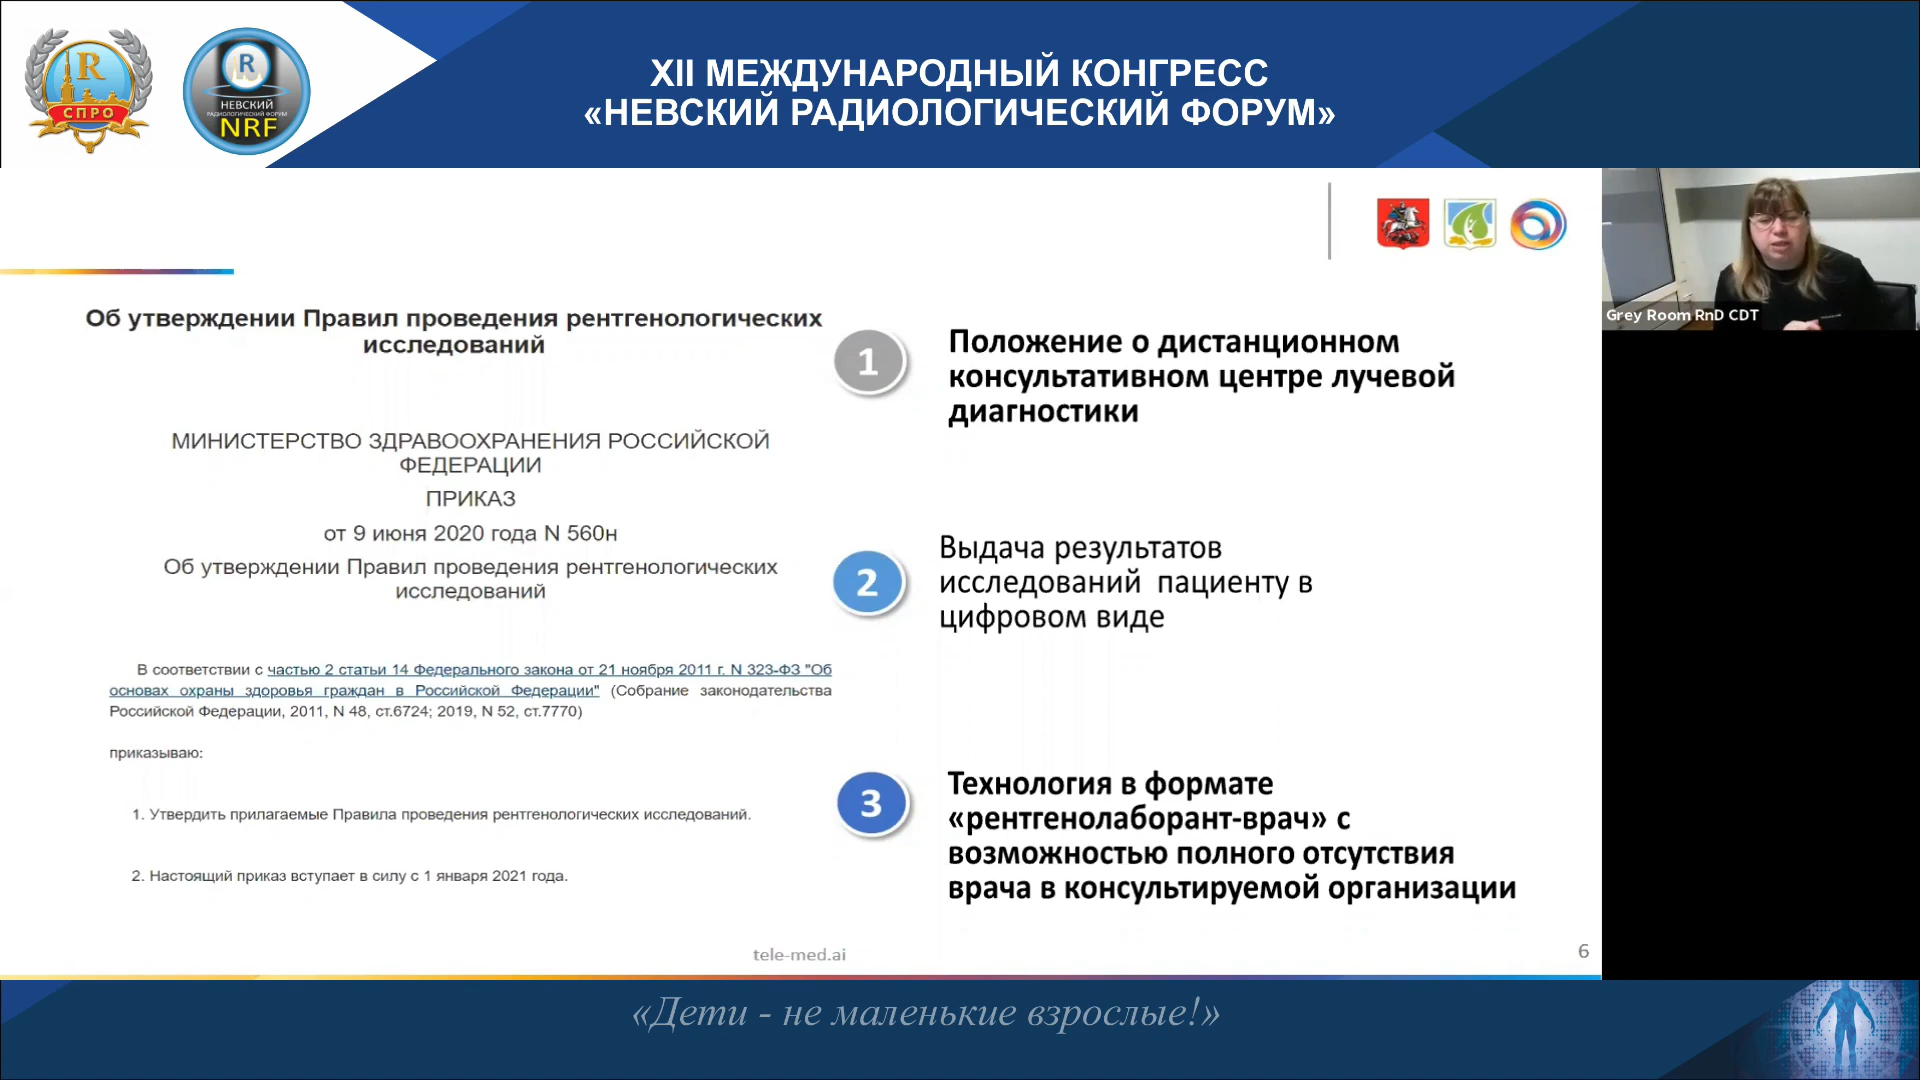 XII МЕЖДУНАРОДНЫЙ КОНГРЕСС
«НЕВСКИЙ РАДИОЛОГИЧЕСКИЙ ФОРУМ»
R
СПРО
R
НЕВСКИЙ
РАДИОЛОГИЧЕСКИЙ ФОРУМ
NRF
Об утверждении Правил проведения рентгенологических
исследований
МИНИСТЕРСТВО ЗДРАВООХРАНЕНИЯ РОССИЙСКОЙ
ФЕДЕРАЦИИ
ПРИКАЗ
от 9 июня 2020 года N 560н
Об утверждении Правил проведения рентгенологических
исследований
В соответствии с частью 2 статьи 14 Федерального закона от 21 ноября 2011 г. N 323-ФЗ "Об
основах охраны здоровья граждан в Российской Федерации" (Собрание законодательства
Российской Федерации, 2011, N 48, ст.6724; 2019, N 52, ст.7770)
приказываю:
1. Утвердить прилагаемые Правила проведения рентгенологических исследований.
2. Настоящий приказ вступает в силу с 1 января 2021 года.
1
Положение о дистанционном
консультативном центре лучевой
диагностики
2
Выдача результатов
исследований пациенту в
цифровом виде
3
Технология в формате
«рентгенолаборант-врач» с
возможностью полного отсутствия
врача в консультируемой организации
tele-med.ai
6
Grey Room RnD CDT
«Дети - не маленькие взрослые!»